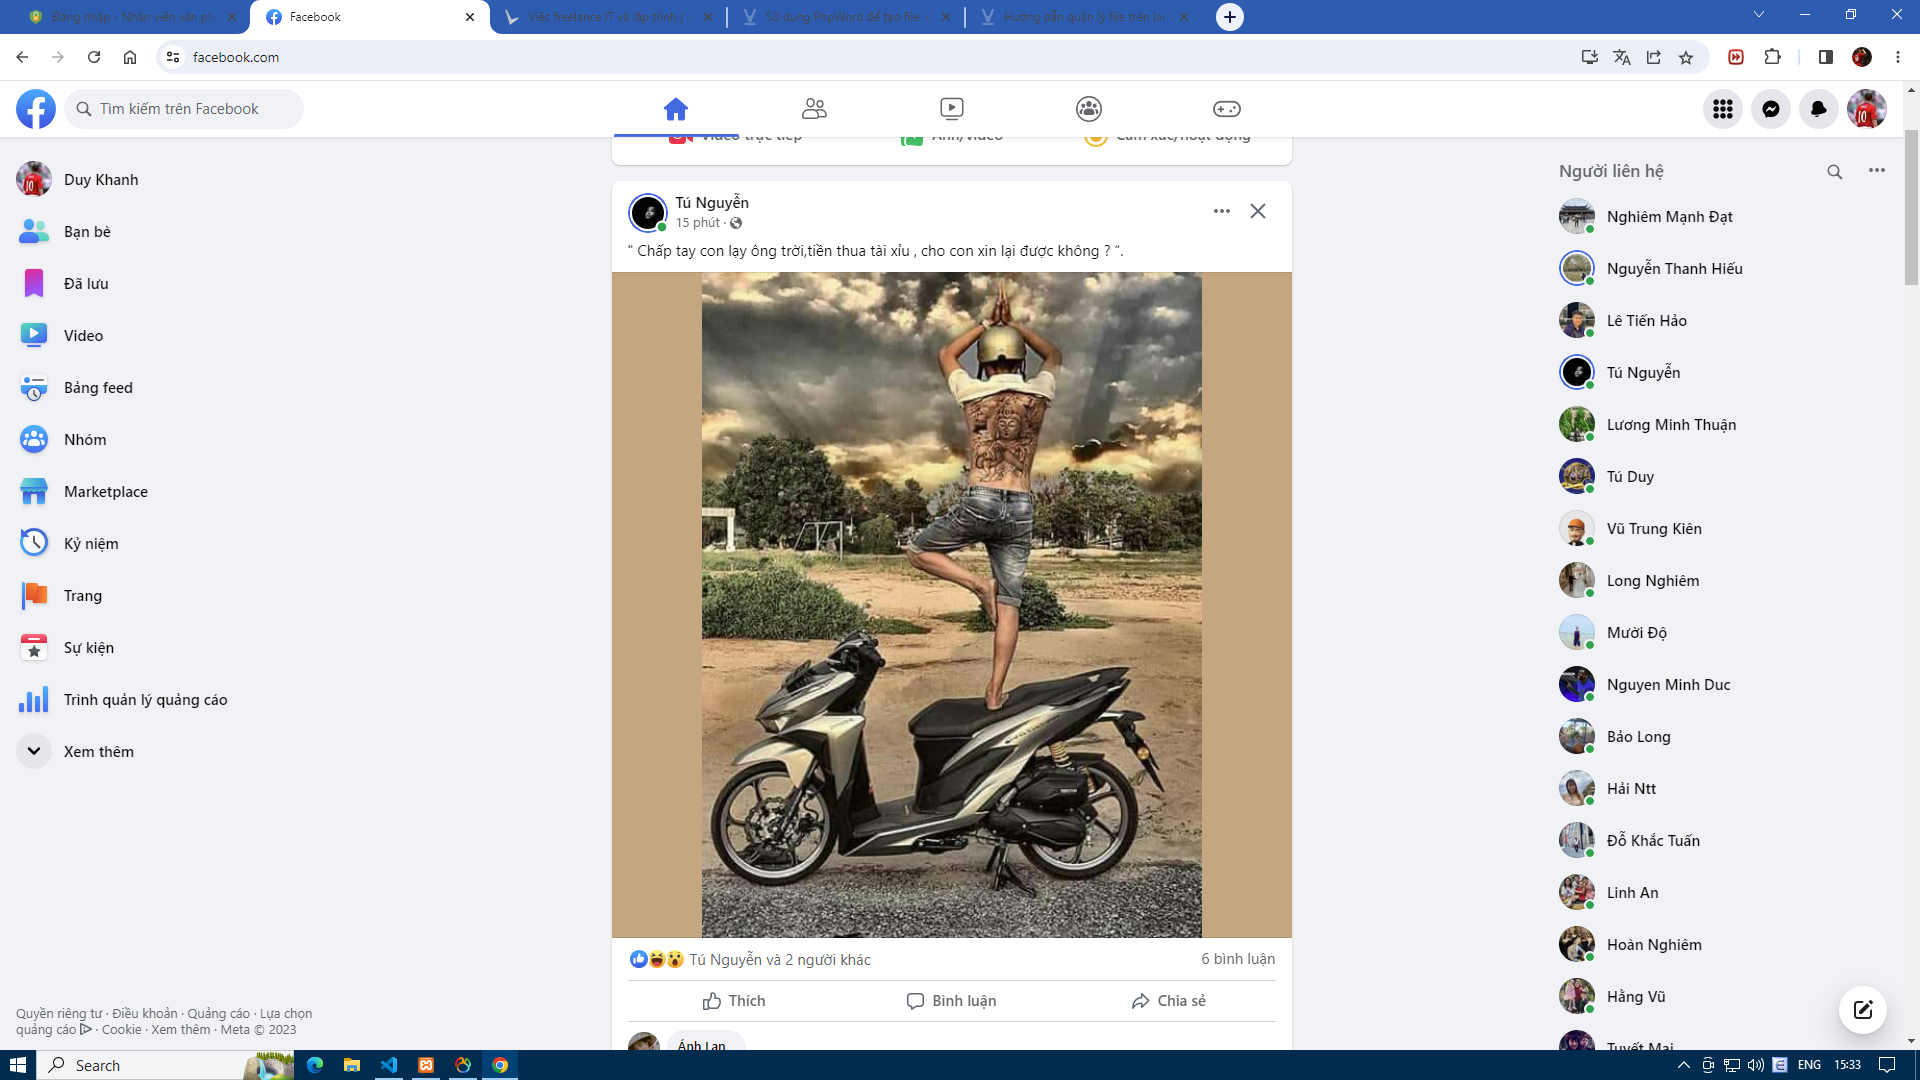 Đăng nhập - Nhân viên văn ph
Facebook
Việc freelance IT và lập trình |
Sử dụng PhpWord để tạo file
Hướng dẫn quản lý file trên
facebook.com
Tìm kiếm trên Facebook
Video trực tiếp
Ảnh/video
Cảm xúc/hoạt động
Duy Khanh
Bạn bè
Đã lưu
Video
Bảng feed
Nhóm
Marketplace
Kỷ niệm
Trang
Sự kiện
Trình quản lý quảng cáo
Xem thêm
Quyền riêng tư · Điều khoản · Quảng cáo · Lựa chọn
quảng cáo · Cookie · Xem thêm · Meta © 2023
Tú Nguyễn
15 phút ·
" Chấp tay con lạy ông trời,tiền thua tài xỉu , cho con xin lại được không ? “.
Tú Nguyễn và 2 người khác
6 bình luận
Thích
Bình luận
Chia sẻ
Ánh Lan
Người liên hệ
Nghiêm Mạnh Đạt
Nguyễn Thanh Hiếu
Lê Tiến Hảo
Tú Nguyễn
Lương Minh Thuận
Tú Duy
Vũ Trung Kiên
Long Nghiêm
Mười Độ
Nguyen Minh Duc
Bảo Long
Hải Ntt
Đỗ Khắc Tuấn
Linh An
Hoàn Nghiêm
Hằng Vũ
Tuyết Mai
Search
ENG
15:33